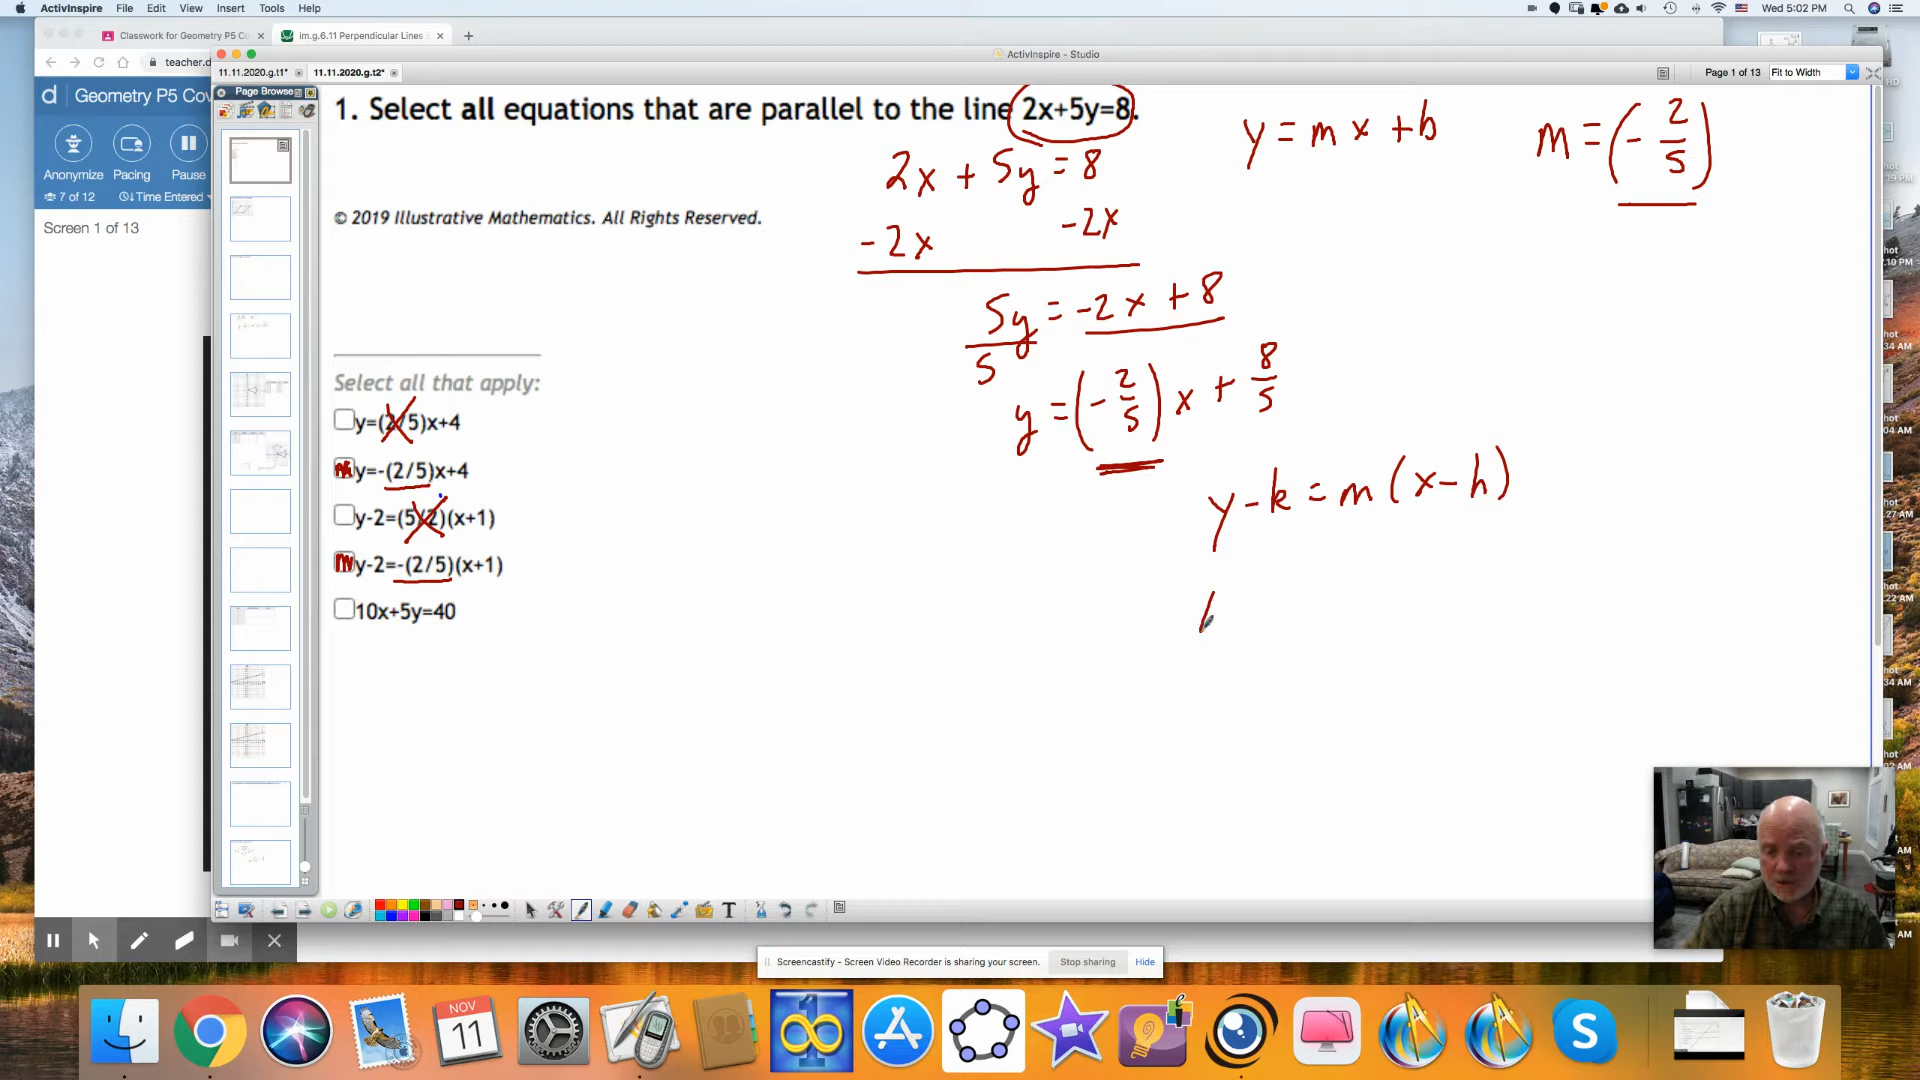 ActivInspire File Edit View Insert Tools Help
Wed 5:02 PM
Classwork for Geometry P5 Co
im.g.6.11 Perpendicular Lines
teacher.d
ActivInspire - Studio
11.11.2020.g.t1*
11.11.2020.g.t2*
Page 1 of 13
Fit to Width
Geometry P5 Cov
Page Browse
Anonymize
Pacing
Pause
7 of 12
Time Entered
Screen 1 of 13
1. Select all equations that are parallel to the line 2x+5y=8.
© 2019 Illustrative Mathematics. All Rights Reserved.
Select all that apply:
y=(2/5)x+4
y=-(2/5)x+4
y-2=(5/2)(x+1)
y-2=-(2/5)(x+1)
10x+5y=40
2x + 5y = 8
-2x -2x
5y = -2x + 8
5
y = (-2/5)x + 8/5
y = mx + b
m = (-2/5)
y-k = m(x-h)
Screencastify - Screen Video Recorder is sharing your screen.
Stop sharing
Hide
NOV
11